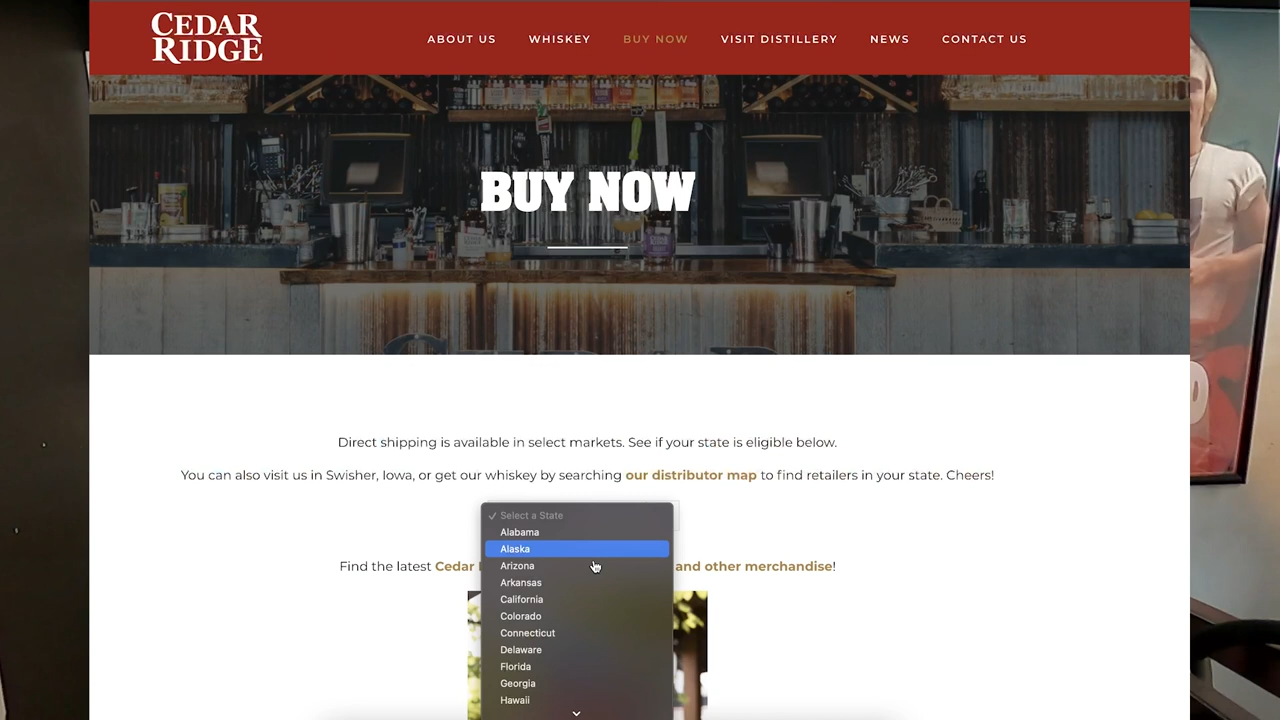 CEDAR
RIDGE
ABOUT US WHISKEY BUY NOW VISIT DISTILLERY NEWS CONTACT US
BUY NOW
Direct shipping is available in select markets. See if your state is eligible below.
You can also visit us in Swisher, Iowa, or get our whiskey by searching our distributor map to find retailers in your state. Cheers!
Select a State
Alabama
Alaska
Arizona
Find the latest Cedar and other merchandise!
Arkansas
California
Colorado
Connecticut
Delaware
Florida
Georgia
Hawaii